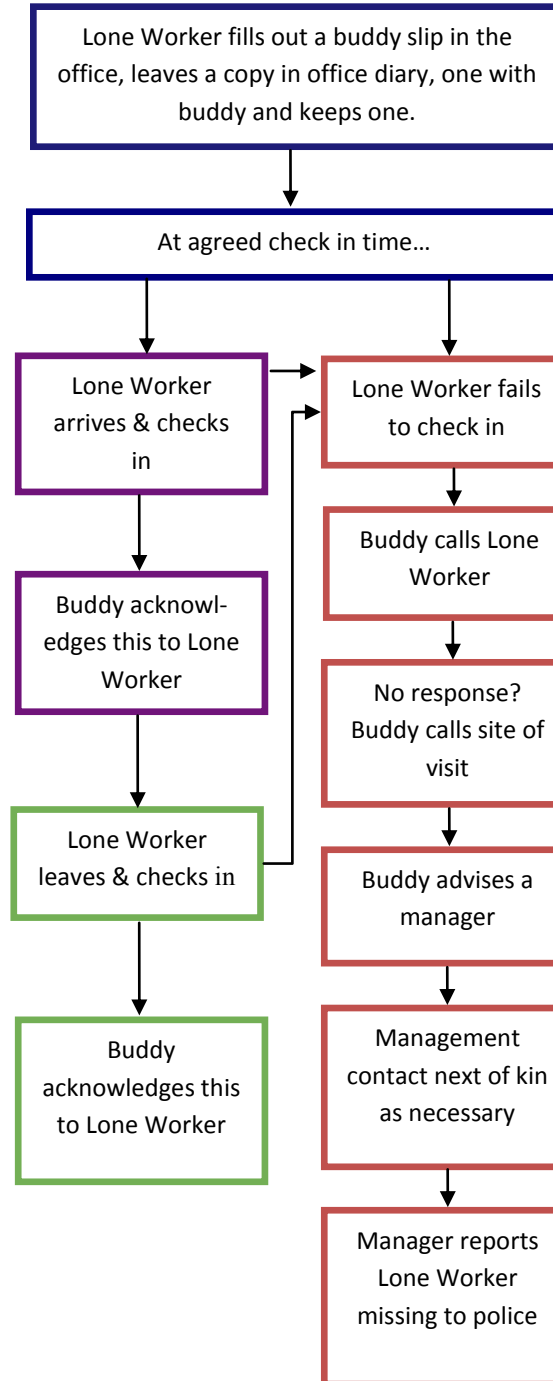 Lone Worker fills out a buddy slip in the
office, leaves a copy in office diary, one with
buddy and keeps one.
At agreed check in time…
Lone Worker
arrives & checks
in
Buddy acknowl-
edges this to Lone
Worker
Lone Worker
leaves & checks in
Buddy
acknowledges this
to Lone Worker
Lone Worker fails
to check in
Buddy calls Lone
Worker
No response?
Buddy calls site of
visit
Buddy advises a
manager
Management
contact next of kin
as necessary
Manager reports
Lone Worker
missing to police